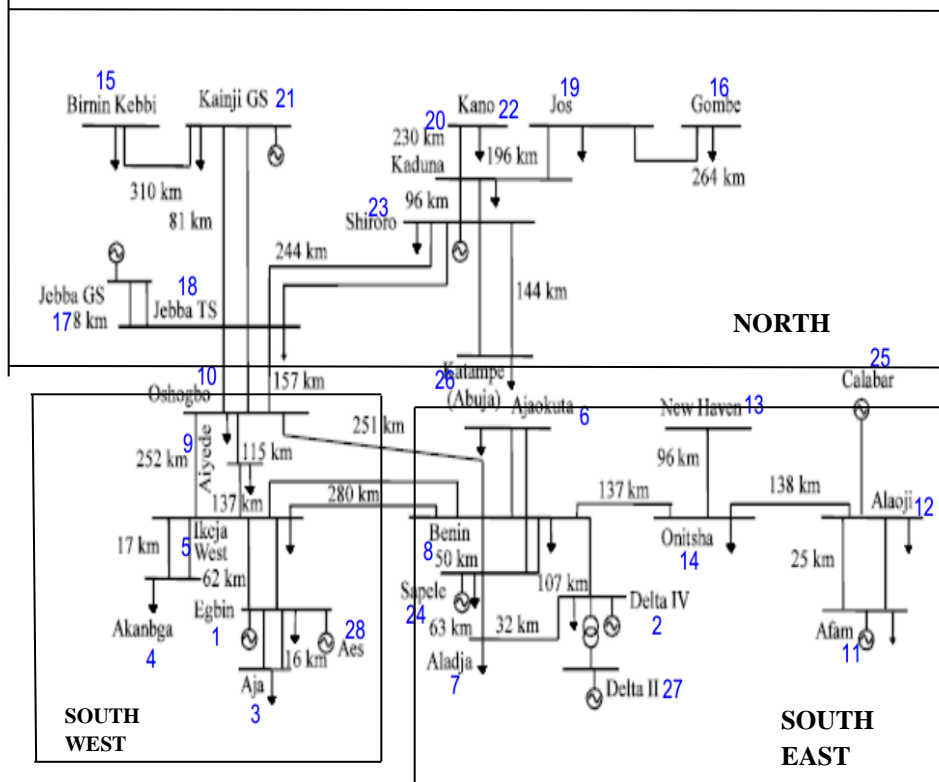 15
Birnin Kebbi
Kainji GS 21
20
Kano 22
19
Jos
16
Gombe
230 km
196 km
Kaduna
264 km
310 km
96 km
23
Shiroro
81 km
244 km
18
Jebba GS
Jebba TS
17 8 km
144 km
NORTH
25
Calabar
10
157 km
26
Katampe
(Abuja)
Oshogbo
Ajaokuta
6
New Haven 13
251 km
9
252 km
Aiyede
115 km
96 km
137 km
280 km
137 km
138 km
Alaoji
12
17 km
5
Ikeja
West
Benin
8
50 km
Onitsha
14
25 km
62 km
Sapele
24
107 km
Akanbga
4
Egbin
1
28
Aes
63 km
32 km
Delta IV
2
Afam
11
16 km
Aladja
7
Aja
3
Delta II 27
SOUTH
WEST
SOUTH
EAST